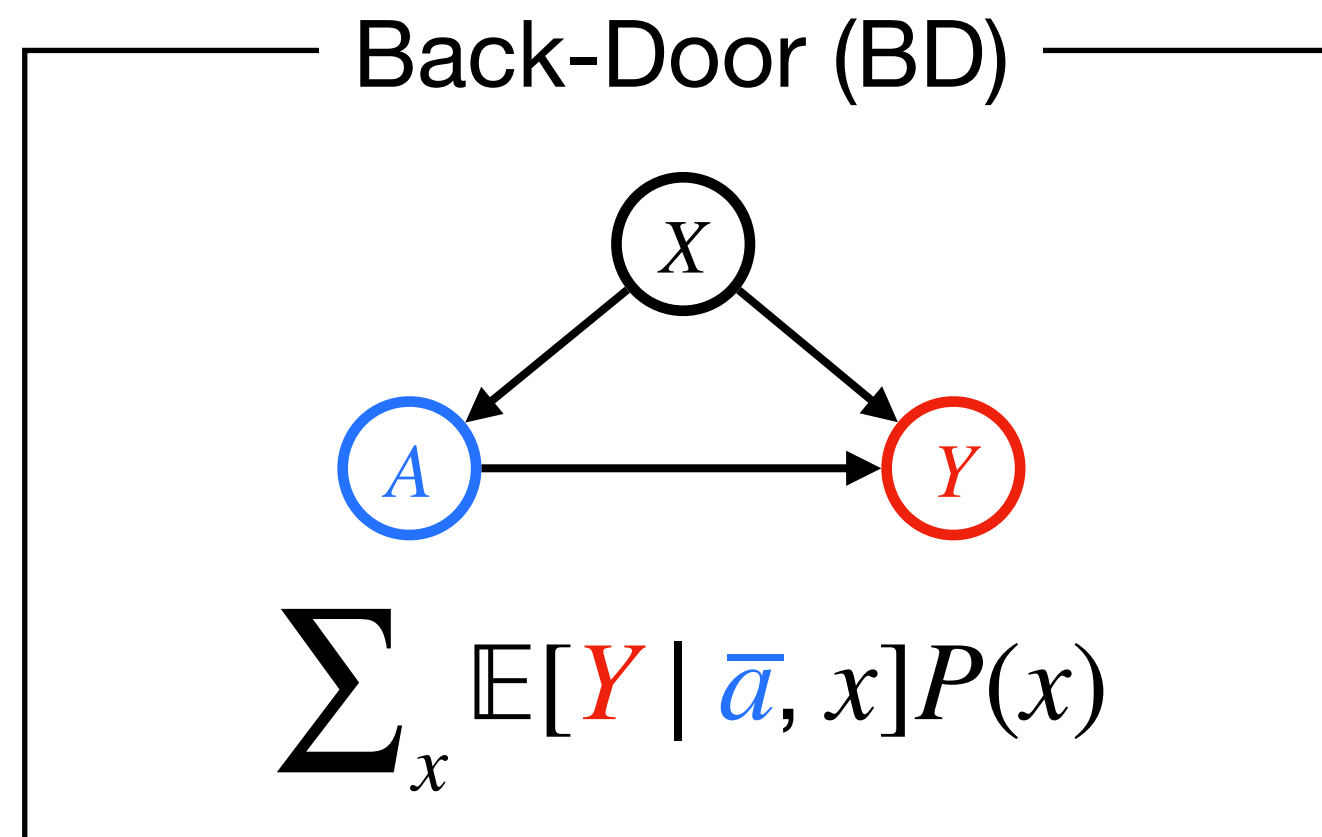 Back-Door (BD)
X
A
Y
∑ₓ 𝔼[Y | a̅, x]P(x)